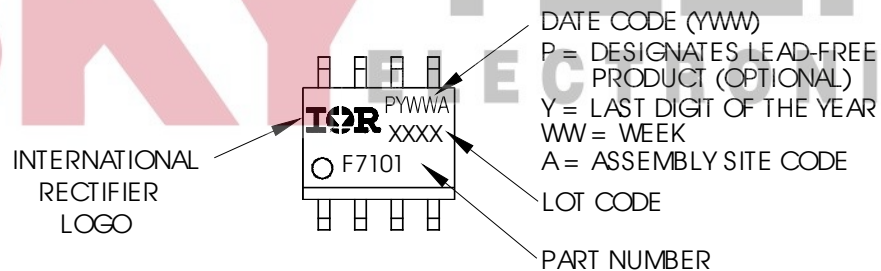 ELECTRONI
DATE CODE (YWW)
P = DESIGNATES LEAD-FREE
PRODUCT (OPTIONAL)
Y = LAST DIGIT OF THE YEAR
WW = WEEK
A = ASSEMBLY SITE CODE
LOT CODE
PART NUMBER
INTERNATIONAL
RECTIFIER
LOGO
IOR PYWWA
XXXX
F7101